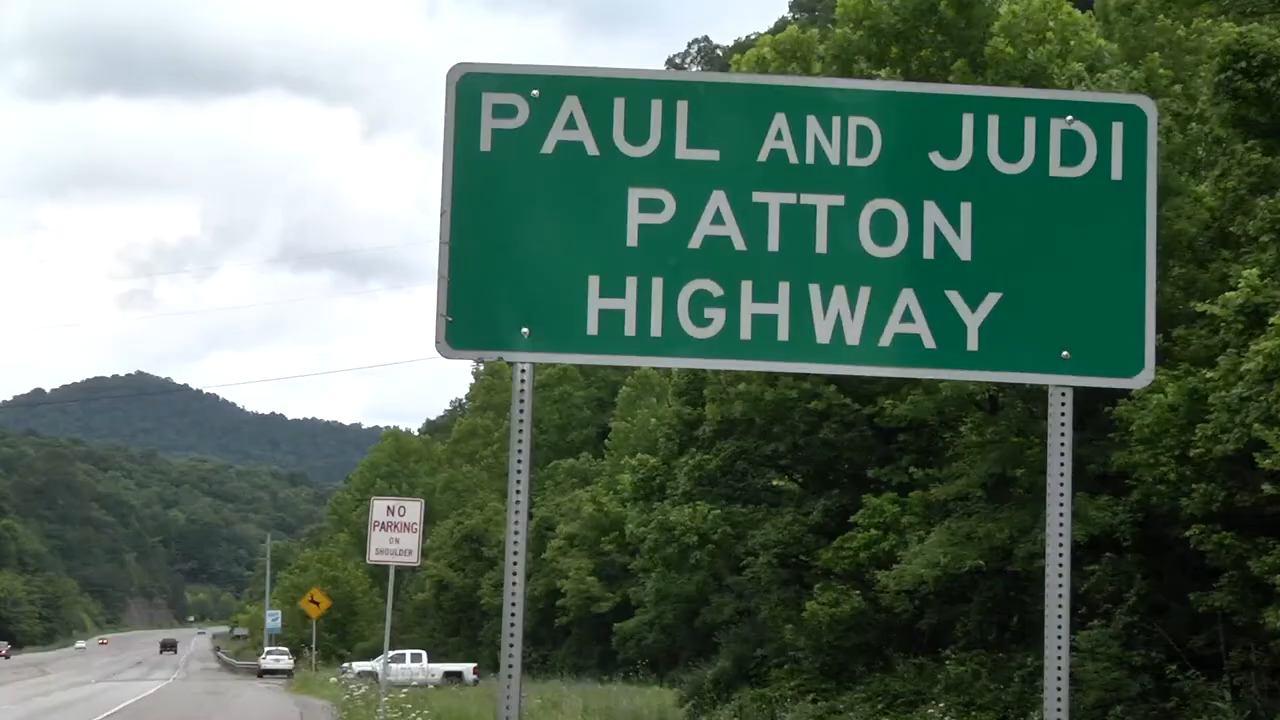 PAUL AND JUDI
PATTON
HIGHWAY
NO
PARKING
ON
SHOULDER